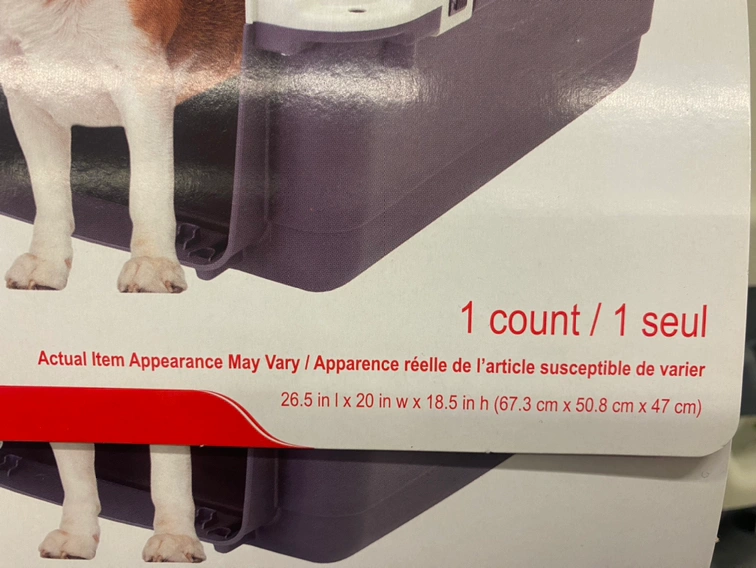 1 count / 1 seul
Actual Item Appearance May Vary / Apparence réelle de l'article susceptible de varier
26.5 in l x 20 in w x 18.5 in h (67.3 cm x 50.8 cm x 47 cm)